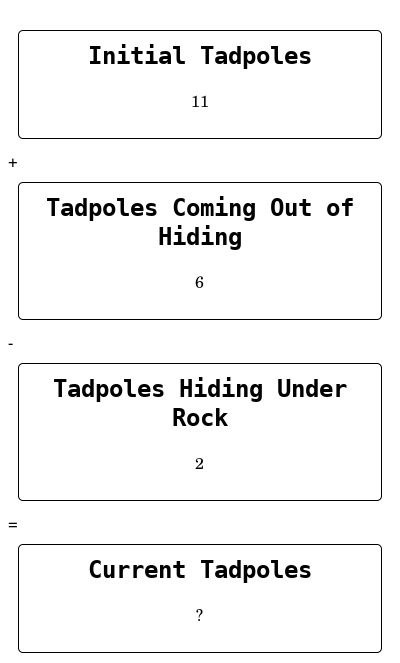 Initial Tadpoles
11
+
Tadpoles Coming Out of
Hiding
6
-
Tadpoles Hiding Under
Rock
2
=
Current Tadpoles
?